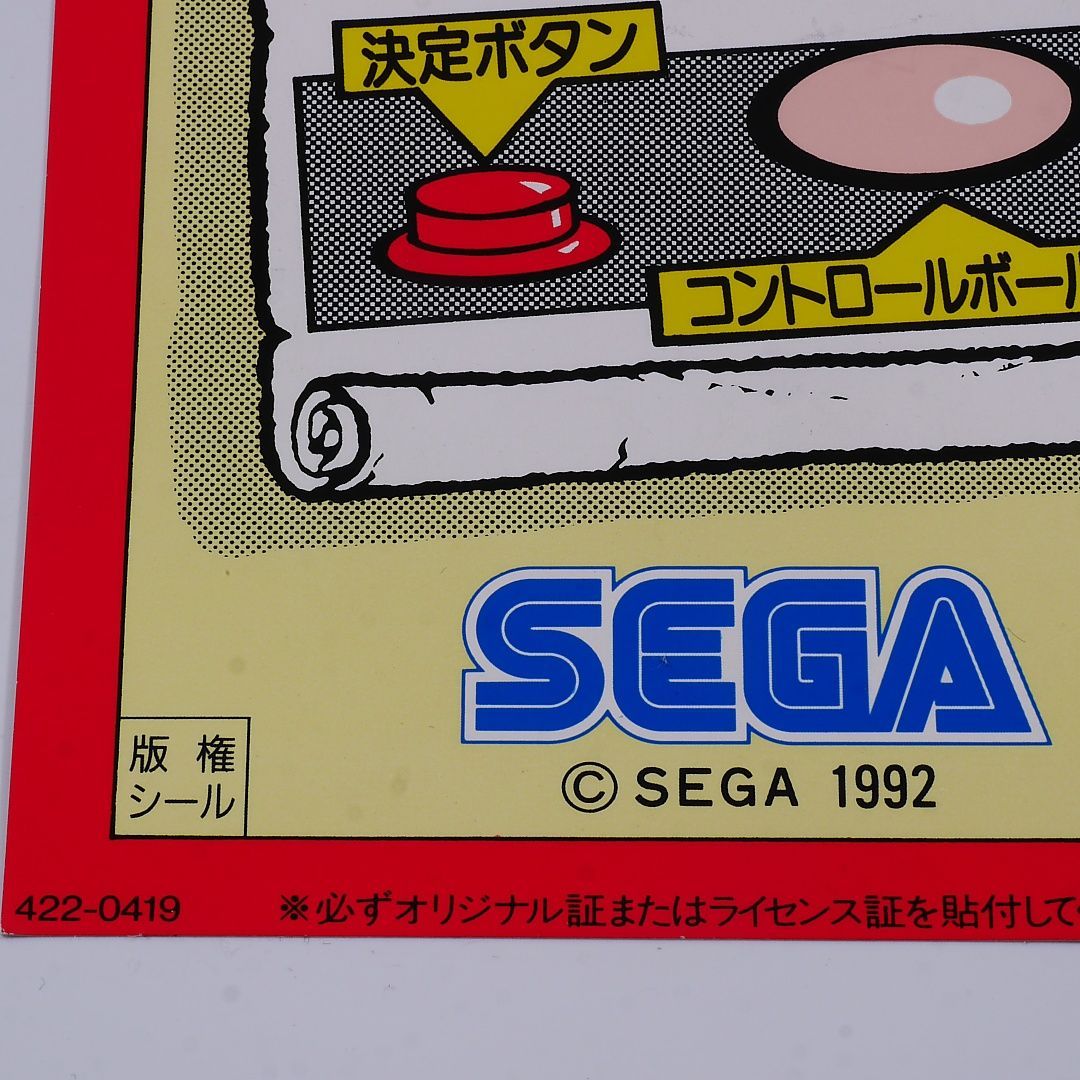 決定ボタン
コントロールボール
SEGA
© SEGA 1992
版権
シール
422-0419
※必ずオリジナル証またはライセンス証を貼付して